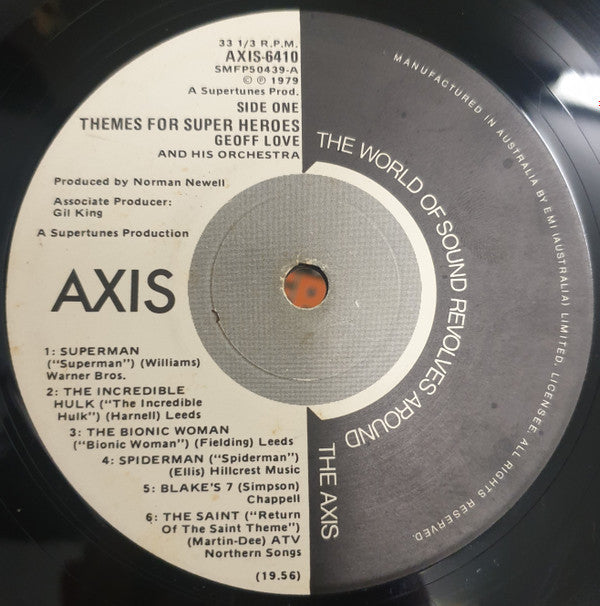 33 1/3 R.P.M.
AXIS-6410
SMFP50439-A
© ℗ 1979
A Supertunes Prod.
SIDE ONE
THEMES FOR SUPER HEROES
GEOFF LOVE
AND HIS ORCHESTRA
Produced by Norman Newell
Associate Producer:
Gil King
A Supertunes Production
AXIS
1: SUPERMAN
("Superman") (Williams)
Warner Bros.
2: THE INCREDIBLE
HULK ("The Incredible
Hulk") (Harnell) Leeds
3: THE BIONIC WOMAN
("Bionic Woman") (Fielding) Leeds
4: SPIDERMAN ("Spiderman")
(Ellis) Hillcrest Music
5: BLAKE'S 7 (Simpson)
Chappell
6: THE SAINT ("Return
Of The Saint Theme")
(Martin-Dee) ATV
Northern Songs
(19.56)
THE WORLD OF SOUND REVOLVES AROUND
THE AXIS
MANUFACTURED IN AUSTRALIA BY EMI (AUSTRALIA) LIMITED, LICENSEE: ALL RIGHTS RESERVED.